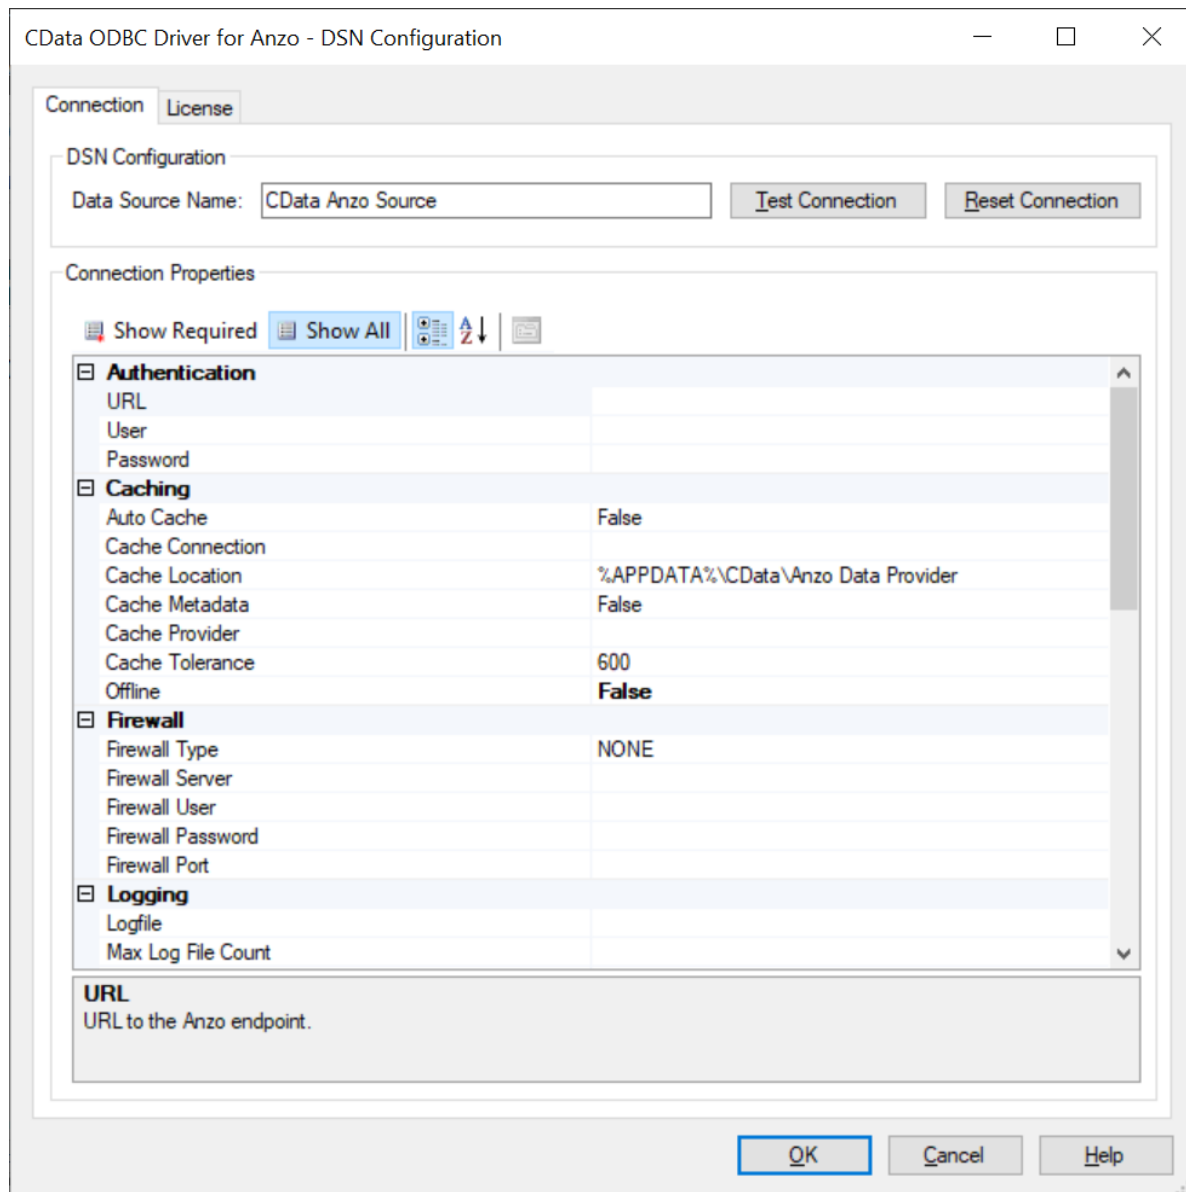 CData ODBC Driver for Anzo - DSN Configuration
Connection License
DSN Configuration
Data Source Name: CData Anzo Source Test Connection Reset Connection
Connection Properties
Show Required Show All AZ
Authentication
URL
User
Password
Caching
Auto Cache False
Cache Connection
Cache Location %APPDATA%\CData\Anzo Data Provider
Cache Metadata False
Cache Provider
Cache Tolerance 600
Offline False
Firewall
Firewall Type NONE
Firewall Server
Firewall User
Firewall Password
Firewall Port
Logging
Logfile
Max Log File Count
URL
URL to the Anzo endpoint.
OK Cancel Help